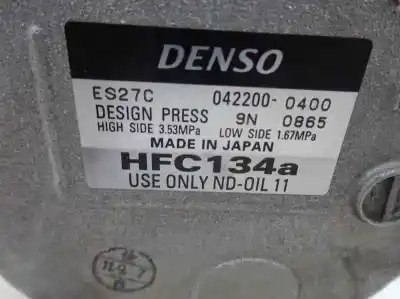 DENSO
ES27C 042200-0400
DESIGN PRESS 9N 0865
HIGH SIDE 3.53MPa LOW SIDE 1.67MPa
MADE IN JAPAN
HFC134a
USE ONLY ND-OIL 11